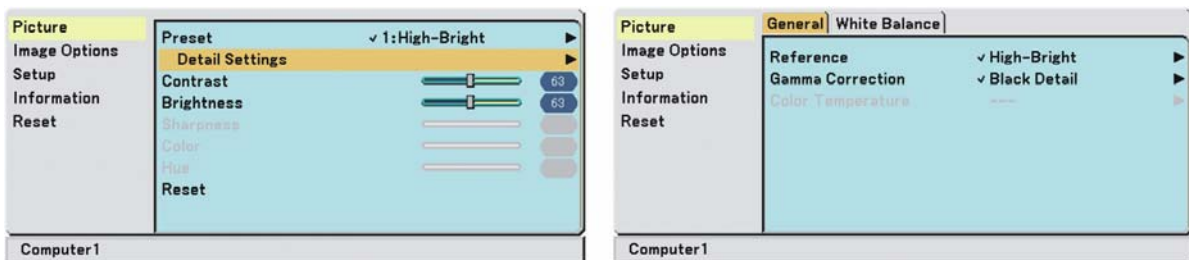 Picture
Image Options
Setup
Information
Reset
Preset ✓ 1:High-Bright ▶
Detail Settings ▶
Contrast 63
Brightness 63
Sharpness
Color
Hue
Reset
Computer1
Picture
Image Options
Setup
Information
Reset
General White Balance
Reference ✓ High-Bright ▶
Gamma Correction ✓ Black Detail ▶
Color Temperature --- ▶
Computer1